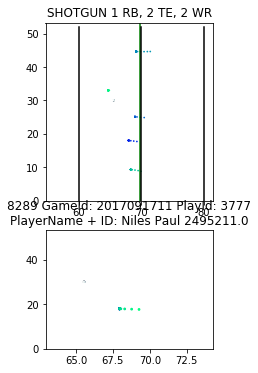 SHOTGUN 1 RB, 2 TE, 2 WR
50
40
30
20
10
0
60 70 80
8289 GameId: 2017091711 PlayId: 3777
PlayerName + ID: Niles Paul 2495211.0
40
20
0
65.0 67.5 70.0 72.5